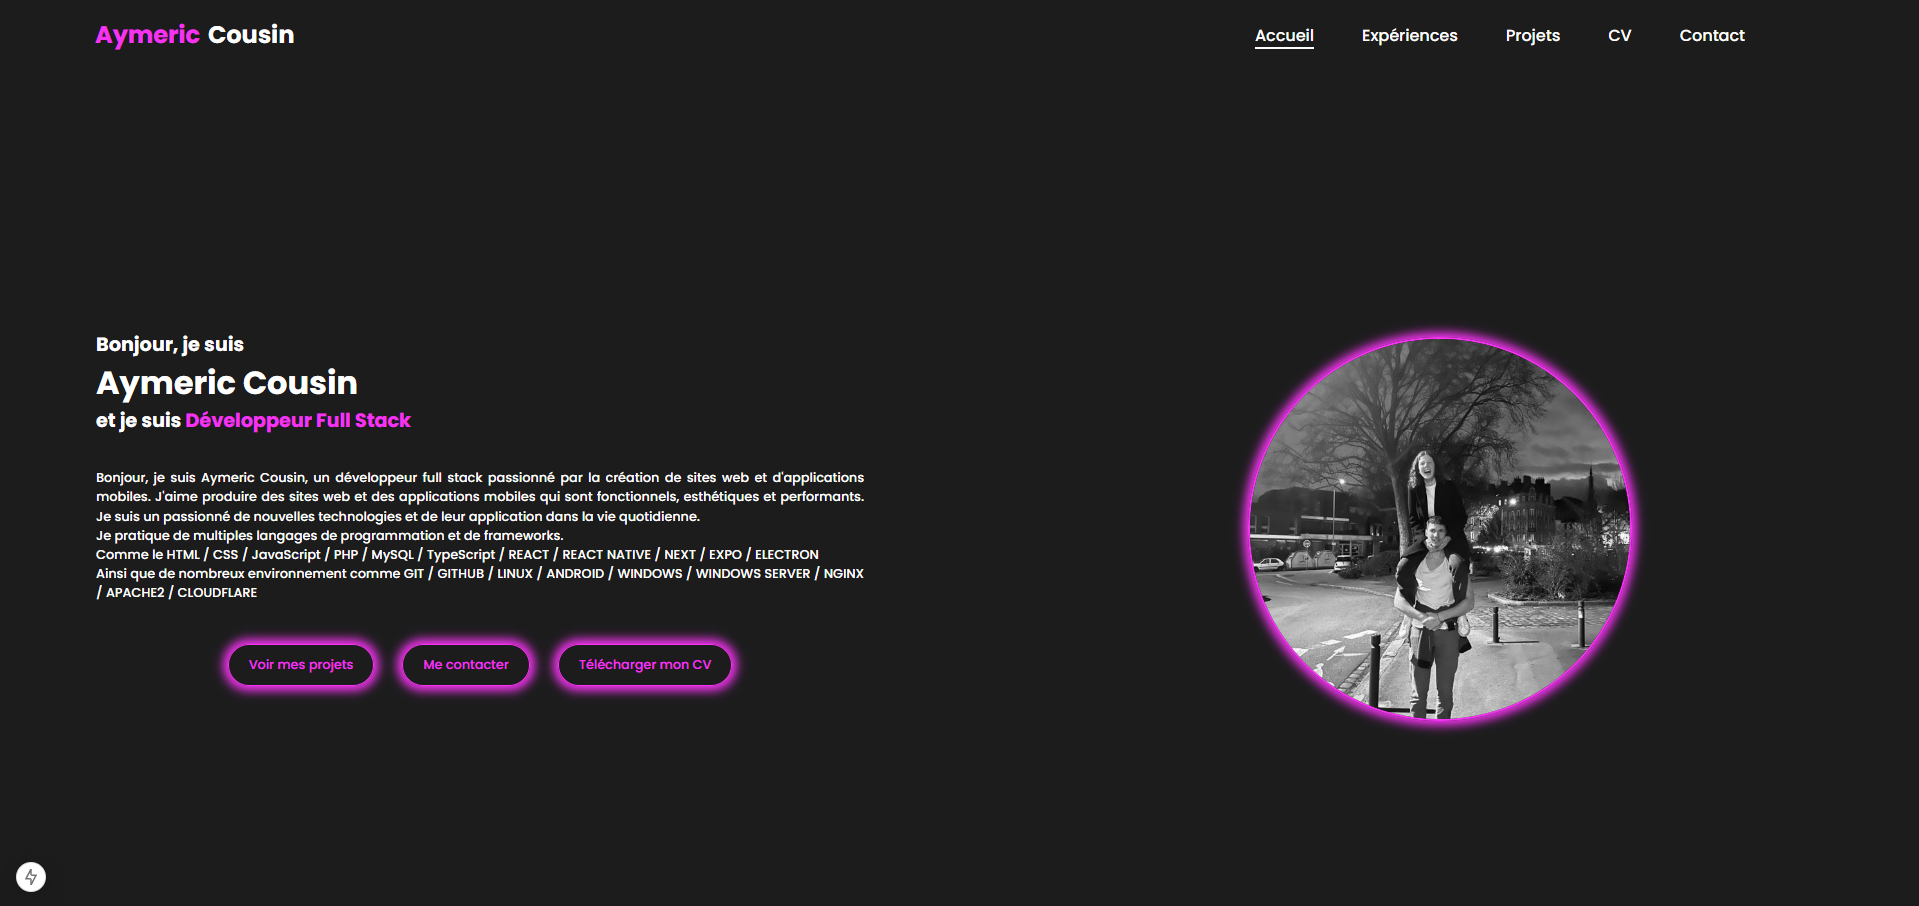 Aymeric Cousin
Accueil
Expériences
Projets
CV
Contact
Bonjour, je suis
Aymeric Cousin
et je suis Développeur Full Stack
Bonjour, je suis Aymeric Cousin, un développeur full stack passionné par la création de sites web et d'applications
mobiles. J'aime produire des sites web et des applications mobiles qui sont fonctionnels, esthétiques et performants.
Je suis un passionné de nouvelles technologies et de leur application dans la vie quotidienne.
Je pratique de multiples langages de programmation et de frameworks.
Comme le HTML / CSS / JavaScript / PHP / MySQL / TypeScript / REACT / REACT NATIVE / NEXT / EXPO / ELECTRON
Ainsi que de nombreux environnement comme GIT / GITHUB / LINUX / ANDROID / WINDOWS / WINDOWS SERVER / NGINX
/ APACHE2 / CLOUDFLARE
Voir mes projets
Me contacter
Télécharger mon CV